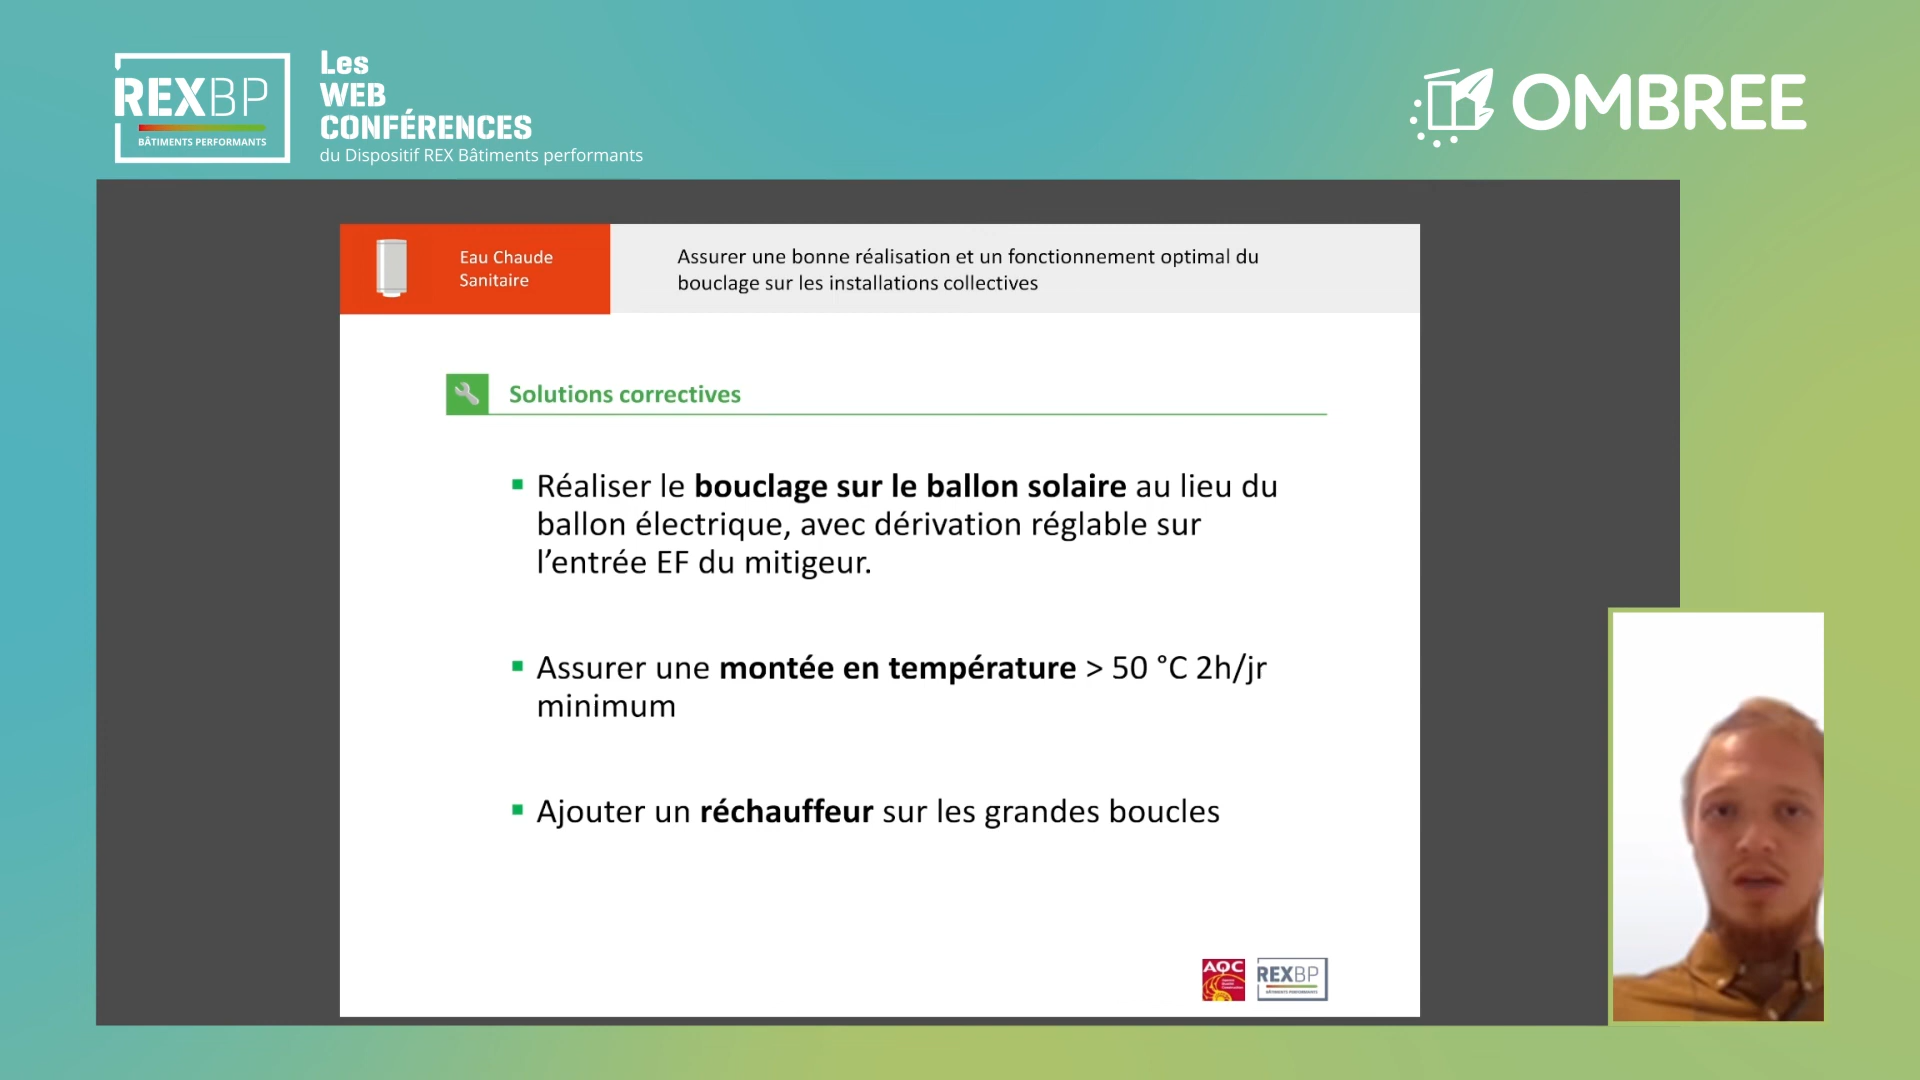 REXBP
BÂTIMENTS PERFORMANTS
Les
WEB
CONFÉRENCES
du Dispositif REX Bâtiments performants
OMBREE
Eau Chaude
Sanitaire
Assurer une bonne réalisation et un fonctionnement optimal du
bouclage sur les installations collectives
Solutions correctives
Réaliser le bouclage sur le ballon solaire au lieu du
ballon électrique, avec dérivation réglable sur
l’entrée EF du mitigeur.
Assurer une montée en température > 50 °C 2h/jr
minimum
Ajouter un réchauffeur sur les grandes boucles
AQC
REXBP
BÂTIMENTS PERFORMANTS